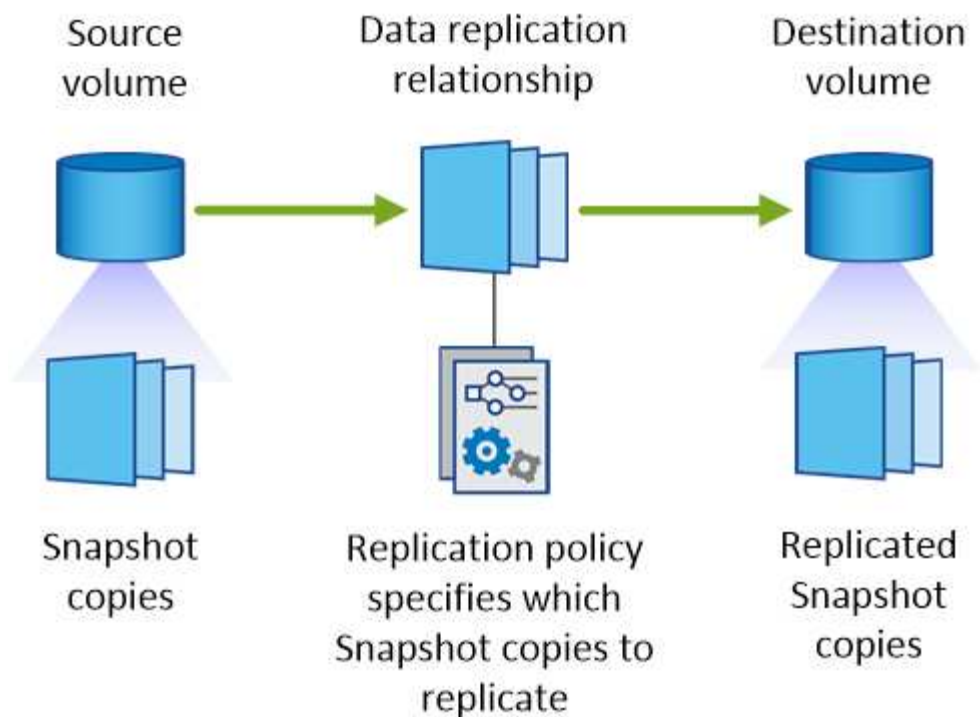 Source
volume
Data replication
relationship
Destination
volume
Snapshot
copies
Replication policy
specifies which
Snapshot copies to
replicate
Replicated
Snapshot
copies